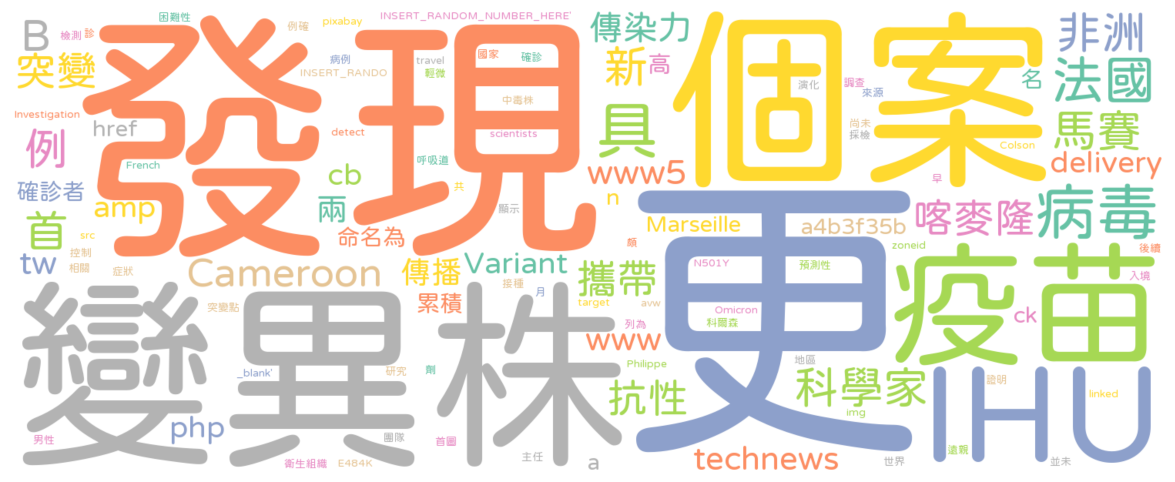 發現
個案
變異株
更
疫苗
IHU
B
檢測
診
困難性
例確
pixabay
INSERT_RANDOM_NUMBER_HERE'
突變
INSERT_RANDO
病例
travel
輕微
國家
確診
傳染力
新
高
演化
調查
來源
名
非洲
法國
Investigation
href
例
French
detect
中毒株
scientists
呼吸道
具
尚未
採檢
Colson
馬賽
delivery
確診者
cb
www5
早
amp
兩
共
n
顯示
首
src
命名為
頗
Marseille
a4b3f35b
喀麥隆
病毒
tw
控制
相關
症狀
Cameroon
傳播
Variant
接種
月
攜帶
target
avw
N501Y
預測性
zoneid
後續
入境
累積
突變點
列為
Omicron
科爾森
ck
www
_blank'
研究
劑
Philippe
地區
抗性
科學家
img
證明
linked
php
男性
團隊
首圖
主任
衛生組織
E484K
a
technews
世界
遠親
並未